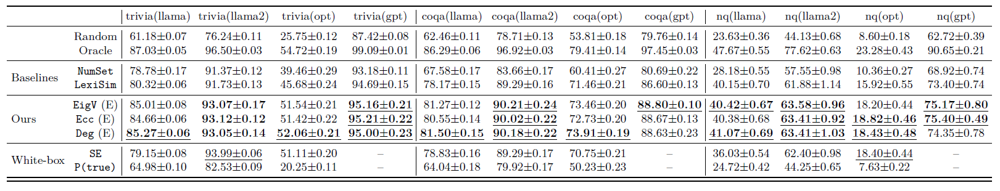 trivia(llama) trivia(llama2) trivia(opt) trivia(gpt) coqa(llama) coqa(llama2) coqa(opt) coqa(gpt) nq(llama) nq(llama2) nq(opt) nq(gpt)
Random 61.18±0.07 76.24±0.11 25.75±0.12 87.42±0.08 62.46±0.11 78.71±0.13 53.81±0.18 79.76±0.14 23.63±0.36 44.13±0.68 8.60±0.18 62.72±0.39
Oracle 87.03±0.05 96.50±0.03 54.72±0.19 99.09±0.01 86.29±0.06 96.92±0.03 79.41±0.14 97.45±0.03 47.67±0.55 77.62±0.63 23.28±0.43 90.65±0.21
Baselines
NumSet 78.78±0.17 91.37±0.12 39.46±0.29 93.18±0.11 67.58±0.17 83.66±0.17 60.41±0.27 80.69±0.22 28.18±0.55 57.55±0.98 10.36±0.27 68.92±0.74
LexiSim 80.32±0.06 91.73±0.13 45.68±0.24 94.69±0.15 78.17±0.15 89.29±0.16 71.46±0.21 86.60±0.13 40.15±0.70 61.88±1.14 15.92±0.55 73.40±0.74
EigV (E) 85.01±0.08 93.07±0.17 51.54±0.21 95.16±0.21 81.27±0.12 90.21±0.24 73.46±0.20 88.80±0.10 40.42±0.67 63.58±0.96 18.20±0.44 75.17±0.80
Ours Ecc (E) 84.66±0.06 93.12±0.12 51.42±0.22 95.21±0.22 80.55±0.14 90.02±0.22 72.73±0.20 88.67±0.13 40.38±0.68 63.41±0.92 18.82±0.46 75.40±0.49
Deg (E) 85.27±0.06 93.05±0.14 52.06±0.21 95.00±0.23 81.50±0.15 90.18±0.22 73.91±0.19 88.63±0.23 41.07±0.69 63.41±1.03 18.43±0.48 74.35±0.78
White-box
SE 79.15±0.08 93.99±0.06 51.11±0.20 – 78.83±0.16 89.29±0.17 70.75±0.21 – 36.03±0.54 62.40±0.98 18.40±0.44 –
P(true) 64.98±0.10 82.53±0.09 20.25±0.11 – 64.04±0.18 79.92±0.17 50.23±0.23 – 24.72±0.42 44.25±0.65 7.63±0.22 –